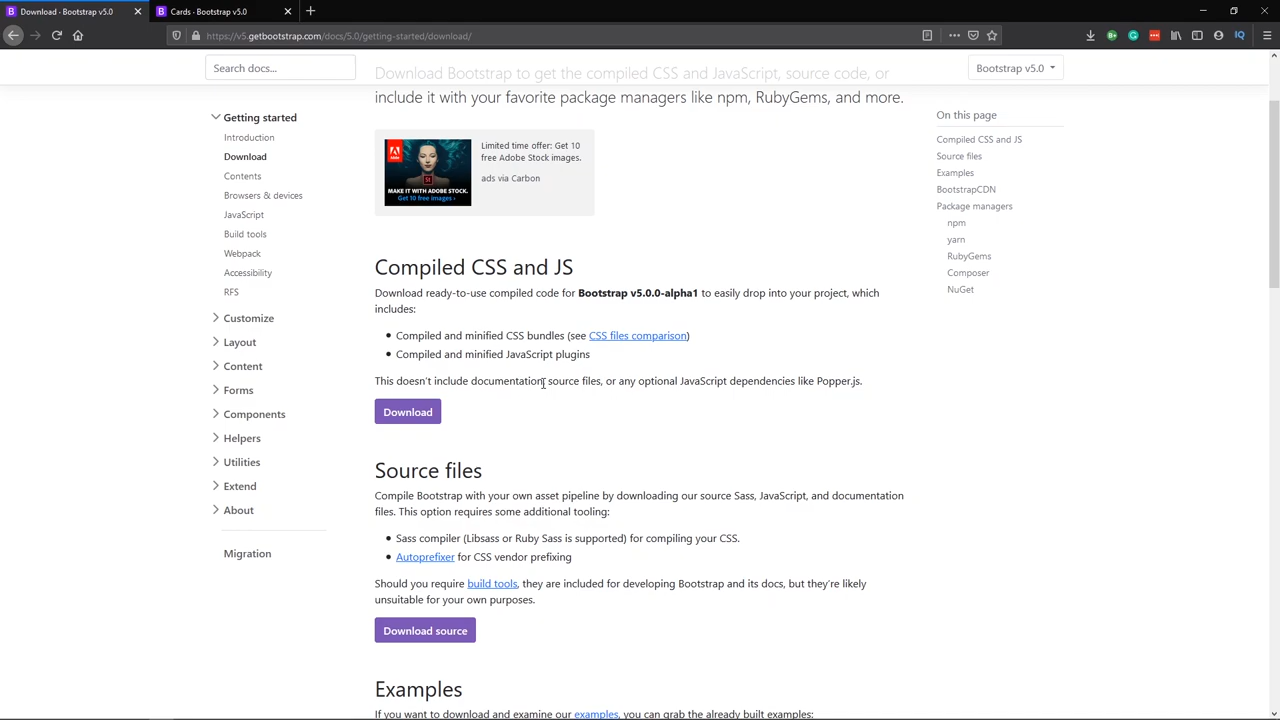 Download · Bootstrap v5.0
Cards · Bootstrap v5.0
https://v5.getbootstrap.com/docs/5.0/getting-started/download/
Search docs...
Bootstrap v5.0
Getting started
Introduction
Download
Contents
Browsers & devices
JavaScript
Build tools
Webpack
Accessibility
RFS
Customize
Layout
Content
Forms
Components
Helpers
Utilities
Extend
About
Migration
Download Bootstrap to get the compiled CSS and JavaScript, source code, or
include it with your favorite package managers like npm, RubyGems, and more.
Adobe
St
MAKE IT WITH ADOBE STOCK.
Get 10 free images ›
Limited time offer: Get 10
free Adobe Stock images.
ads via Carbon
Compiled CSS and JS
Download ready-to-use compiled code for Bootstrap v5.0.0-alpha1 to easily drop into your project, which
includes:
• Compiled and minified CSS bundles (see CSS files comparison)
• Compiled and minified JavaScript plugins
This doesn't include documentation, source files, or any optional JavaScript dependencies like Popper.js.
Download
Source files
Compile Bootstrap with your own asset pipeline by downloading our source Sass, JavaScript, and documentation
files. This option requires some additional tooling:
• Sass compiler (Libsass or Ruby Sass is supported) for compiling your CSS.
• Autoprefixer for CSS vendor prefixing
Should you require build tools, they are included for developing Bootstrap and its docs, but they're likely
unsuitable for your own purposes.
Download source
Examples
If you want to download and examine our examples, you can grab the already built examples:
On this page
Compiled CSS and JS
Source files
Examples
BootstrapCDN
Package managers
npm
yarn
RubyGems
Composer
NuGet